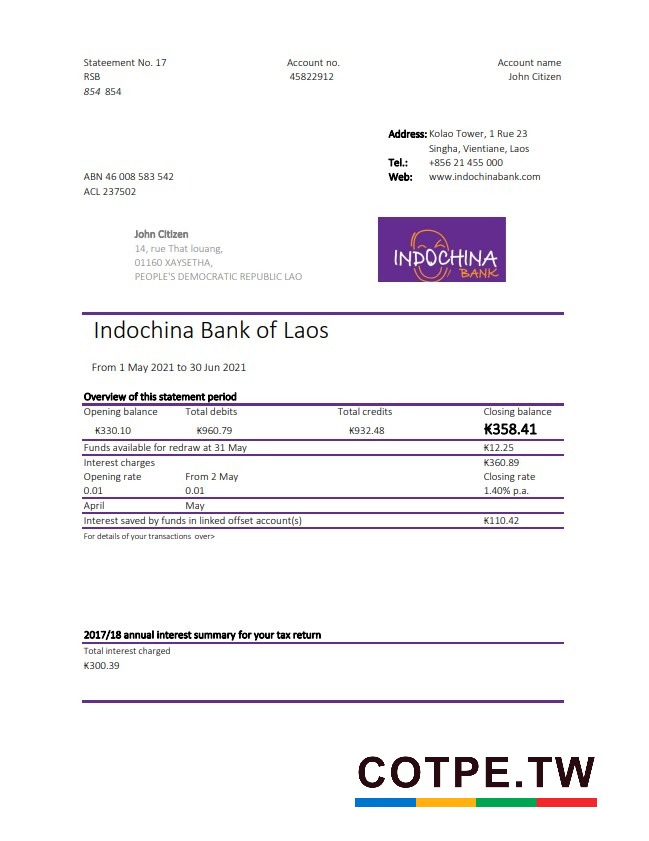 Stateement No. 17 Account no. Account name
RSB 45822912 John Citizen
854 854
Address: Kolao Tower, 1 Rue 23
Singha, Vientiane, Laos
Tel.: +856 21 455 000
ABN 46 008 583 542 Web: www.indochinabank.com
ACL 237502
John Citizen
14, rue That louang,
01160 XAYSETHA,
PEOPLE'S DEMOCRATIC REPUBLIC LAO
INDOCHINA
BANK
Indochina Bank of Laos
From 1 May 2021 to 30 Jun 2021
Overview of this statement period
Opening balance Total debits Total credits Closing balance
₭330.10 ₭960.79 ₭932.48 ₭358.41
Funds available for redraw at 31 May ₭12.25
Interest charges ₭360.89
Opening rate From 2 May Closing rate
0.01 0.01 1.40% p.a.
April May
Interest saved by funds in linked offset account(s) ₭110.42
For details of your transactions over>
2017/18 annual interest summary for your tax return
Total interest charged
₭300.39
COTPE.TW